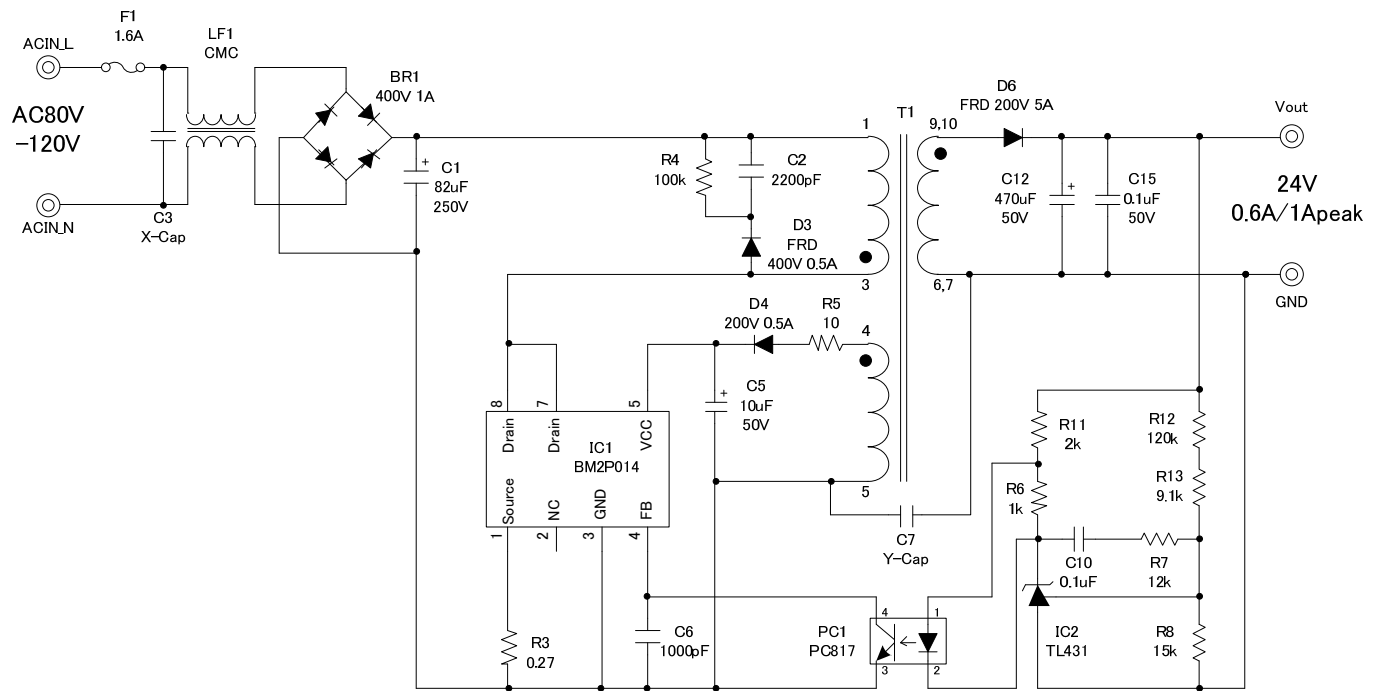 F1
1.6A
ACIN_L
LF1
CMC
BR1
400V 1A
AC80V
-120V
C3
X-Cap
ACIN_N
C1
82uF
250V
R4
100k
C2
2200pF
D3
FRD
400V 0.5A
T1
1
3
9,10
6,7
D6
FRD 200V 5A
C12
470uF
50V
C15
0.1uF
50V
Vout
24V
0.6A/1Apeak
GND
D4
200V 0.5A
R5
10
4
5
C5
10uF
50V
8
7
5
Drain
Drain
VCC
IC1
BM2P014
Source
NC
GND
FB
1
2
3
4
C7
Y-Cap
R11
2k
R12
120k
R6
1k
R13
9.1k
C10
0.1uF
R7
12k
IC2
TL431
R8
15k
R3
0.27
C6
1000pF
PC1
PC817
4
1
3
2